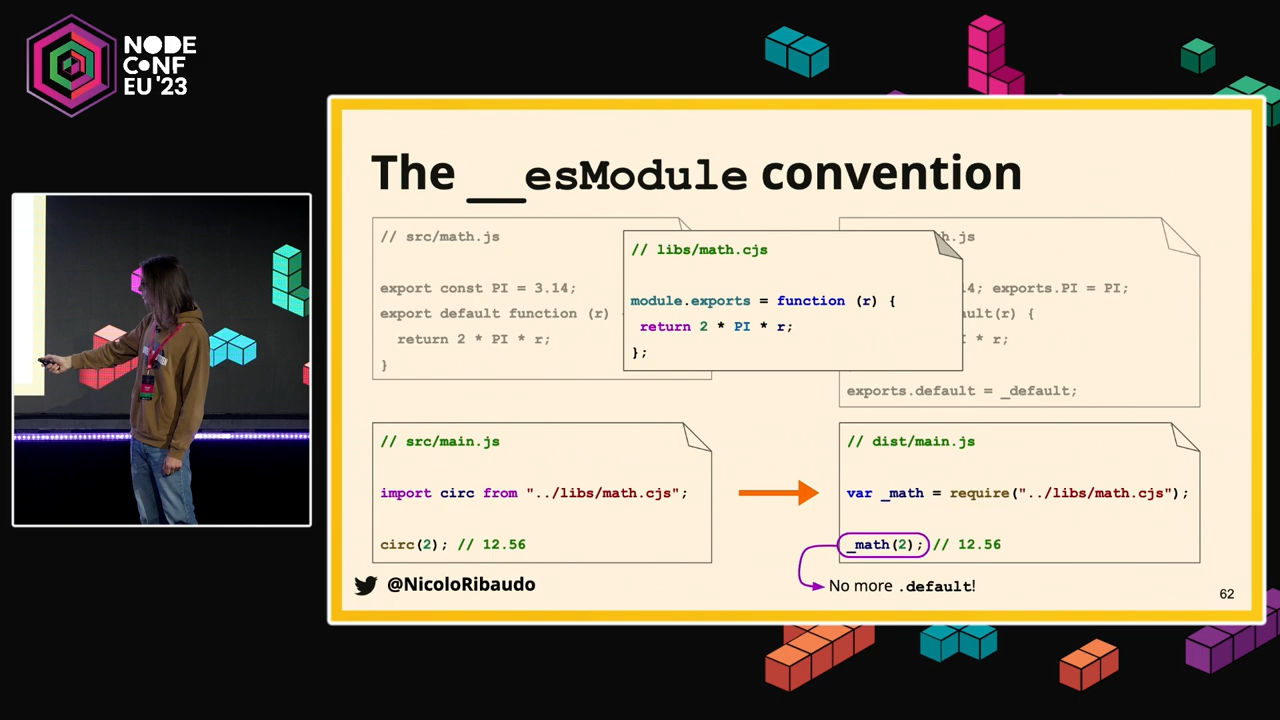 NODE
CONF
EU '23
The __esModule convention
// src/math.js
export const PI = 3.14;
export default function (r)
return 2 * PI * r;
}
// libs/math.cjs
module.exports = function (r) {
return 2 * PI * r;
};
h.js
4; exports.PI = PI;
ault(r) {
* r;
exports.default = _default;
// src/main.js
import circ from "../libs/math.cjs";
circ(2); // 12.56
// dist/main.js
var _math = require("../libs/math.cjs");
_math(2); // 12.56
No more .default!
@NicoloRibaudo
62